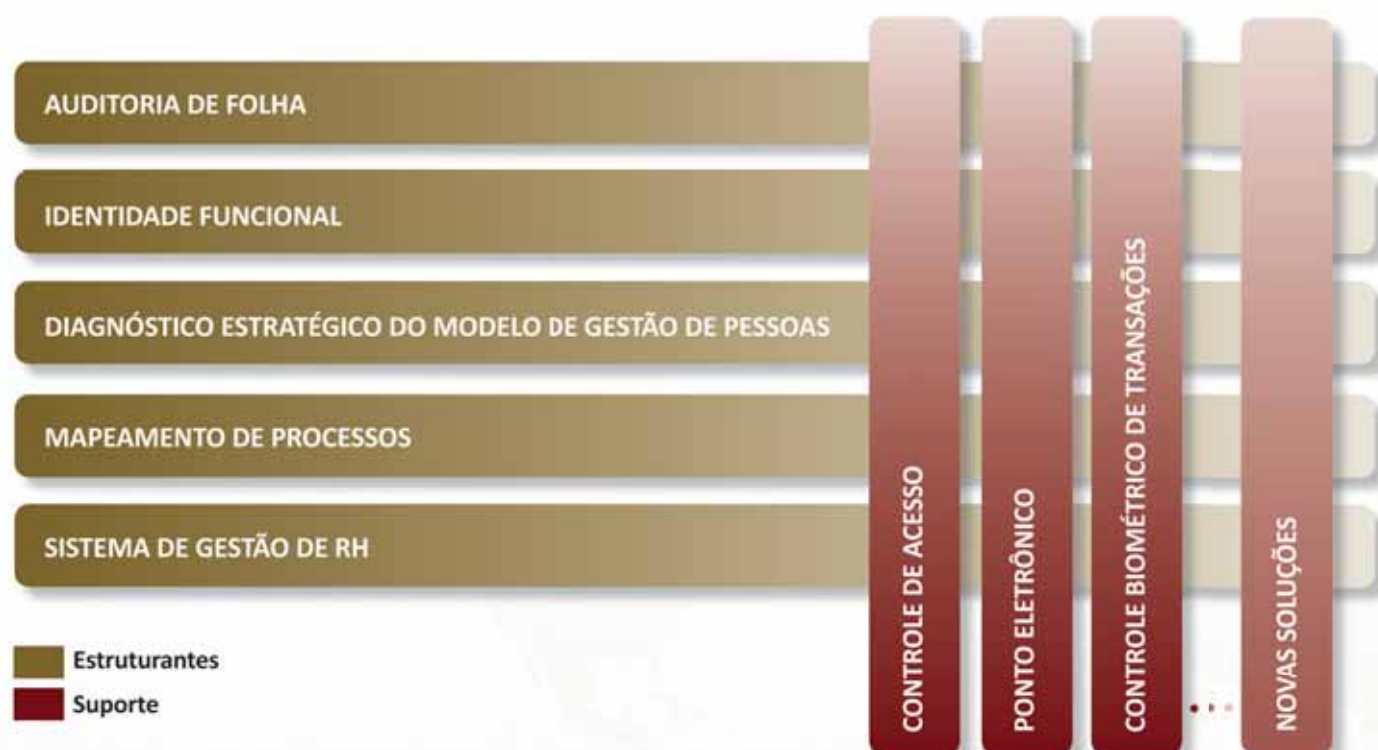 AUDITORIA DE FOLHA
IDENTIDADE FUNCIONAL
DIAGNÓSTICO ESTRATÉGICO DO MODELO DE GESTÃO DE PESSOAS
MAPEAMENTO DE PROCESSOS
SISTEMA DE GESTÃO DE RH
CONTROLE DE ACESSO
PONTO ELETRÔNICO
CONTROLE BIOMÉTRICO DE TRANSAÇÕES
NOVAS SOLUÇÕES
Estruturantes
Suporte